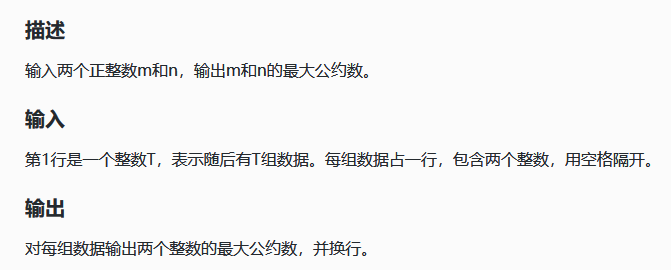 描述
输入两个正整数m和n，输出m和n的最大公约数。
输入
第1行是一个整数T，表示随后有T组数据。每组数据占一行，包含两个整数，用空格隔开。
输出
对每组数据输出两个整数的最大公约数，并换行。